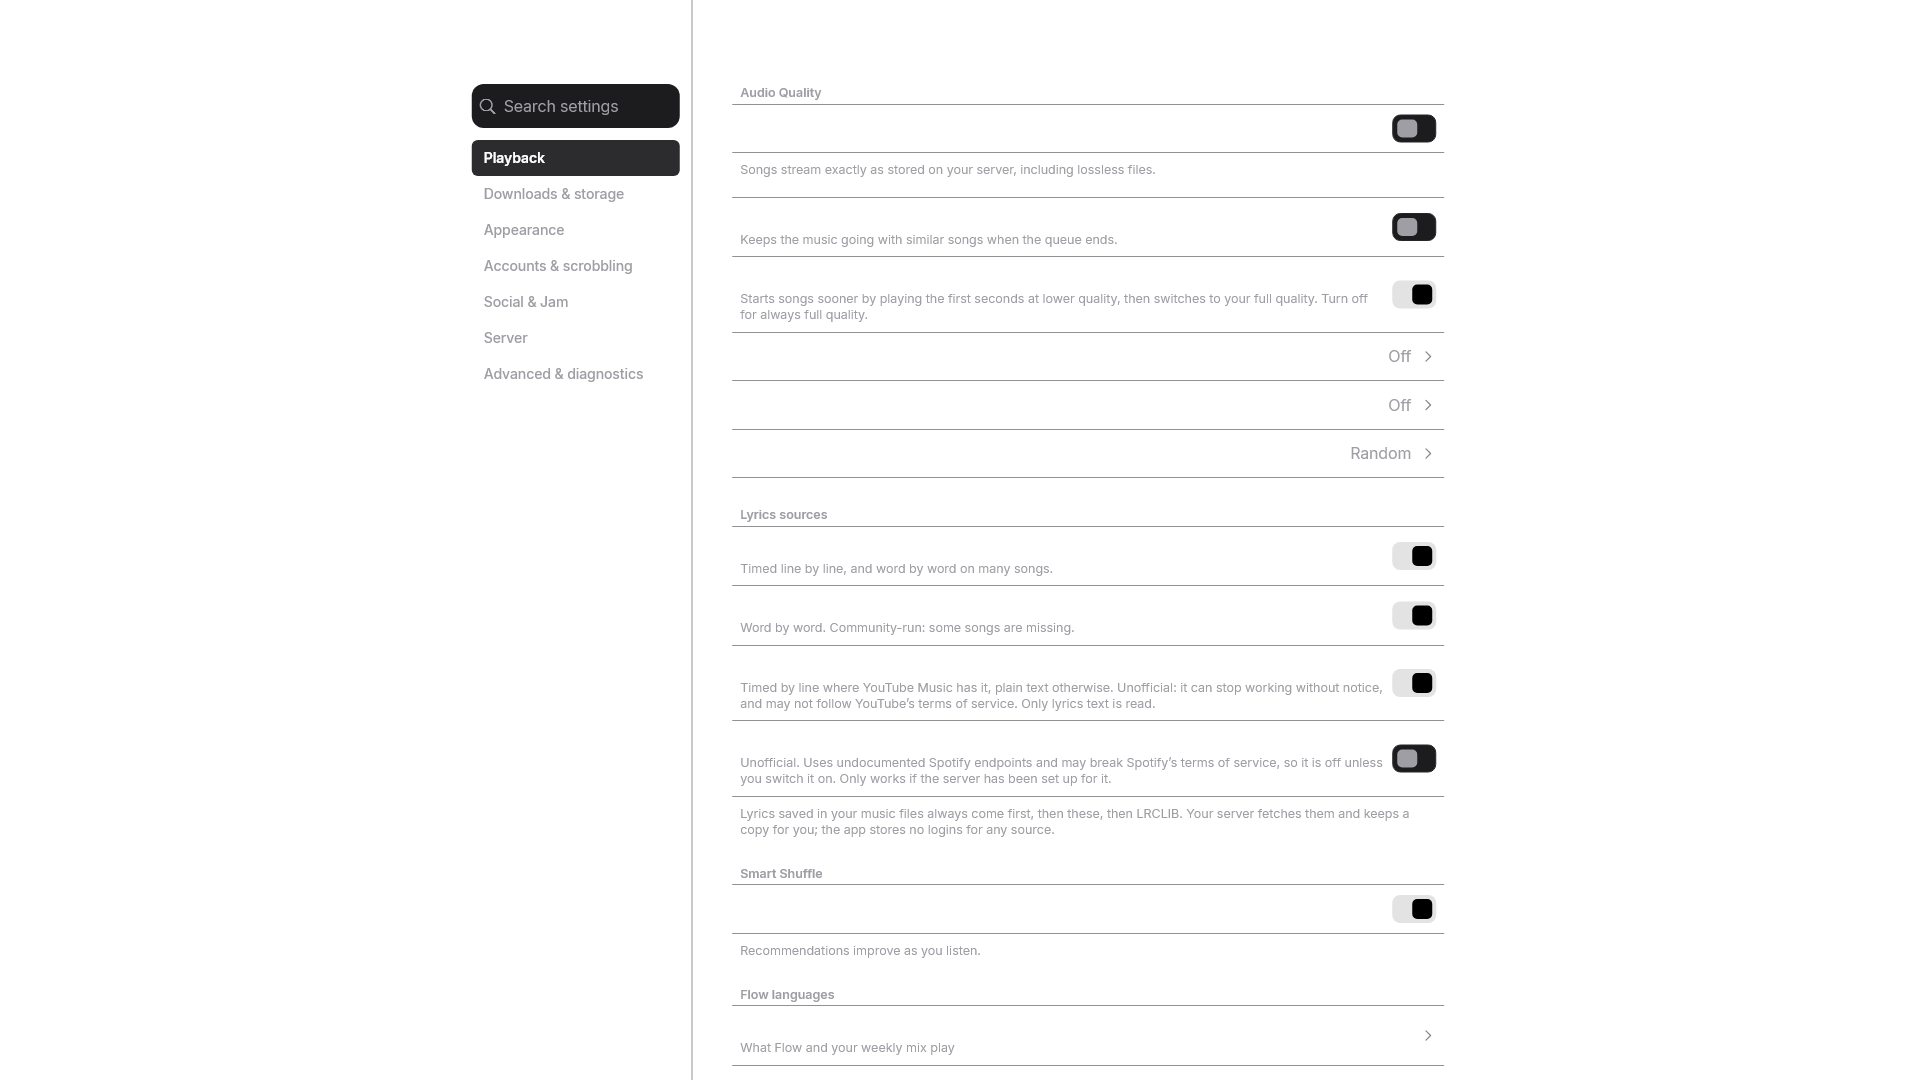 Search settings
Playback
Downloads & storage
Appearance
Accounts & scrobbling
Social & Jam
Server
Advanced & diagnostics
Audio Quality
Songs stream exactly as stored on your server, including lossless files.
Keeps the music going with similar songs when the queue ends.
Starts songs sooner by playing the first seconds at lower quality, then switches to your full quality. Turn off
for always full quality.
Off
Off
Random
Lyrics sources
Timed line by line, and word by word on many songs.
Word by word. Community-run: some songs are missing.
Timed by line where YouTube Music has it, plain text otherwise. Unofficial: it can stop working without notice,
and may not follow YouTube’s terms of service. Only lyrics text is read.
Unofficial. Uses undocumented Spotify endpoints and may break Spotify’s terms of service, so it is off unless
you switch it on. Only works if the server has been set up for it.
Lyrics saved in your music files always come first, then these, then LRCLIB. Your server fetches them and keeps a
copy for you; the app stores no logins for any source.
Smart Shuffle
Recommendations improve as you listen.
Flow languages
What Flow and your weekly mix play